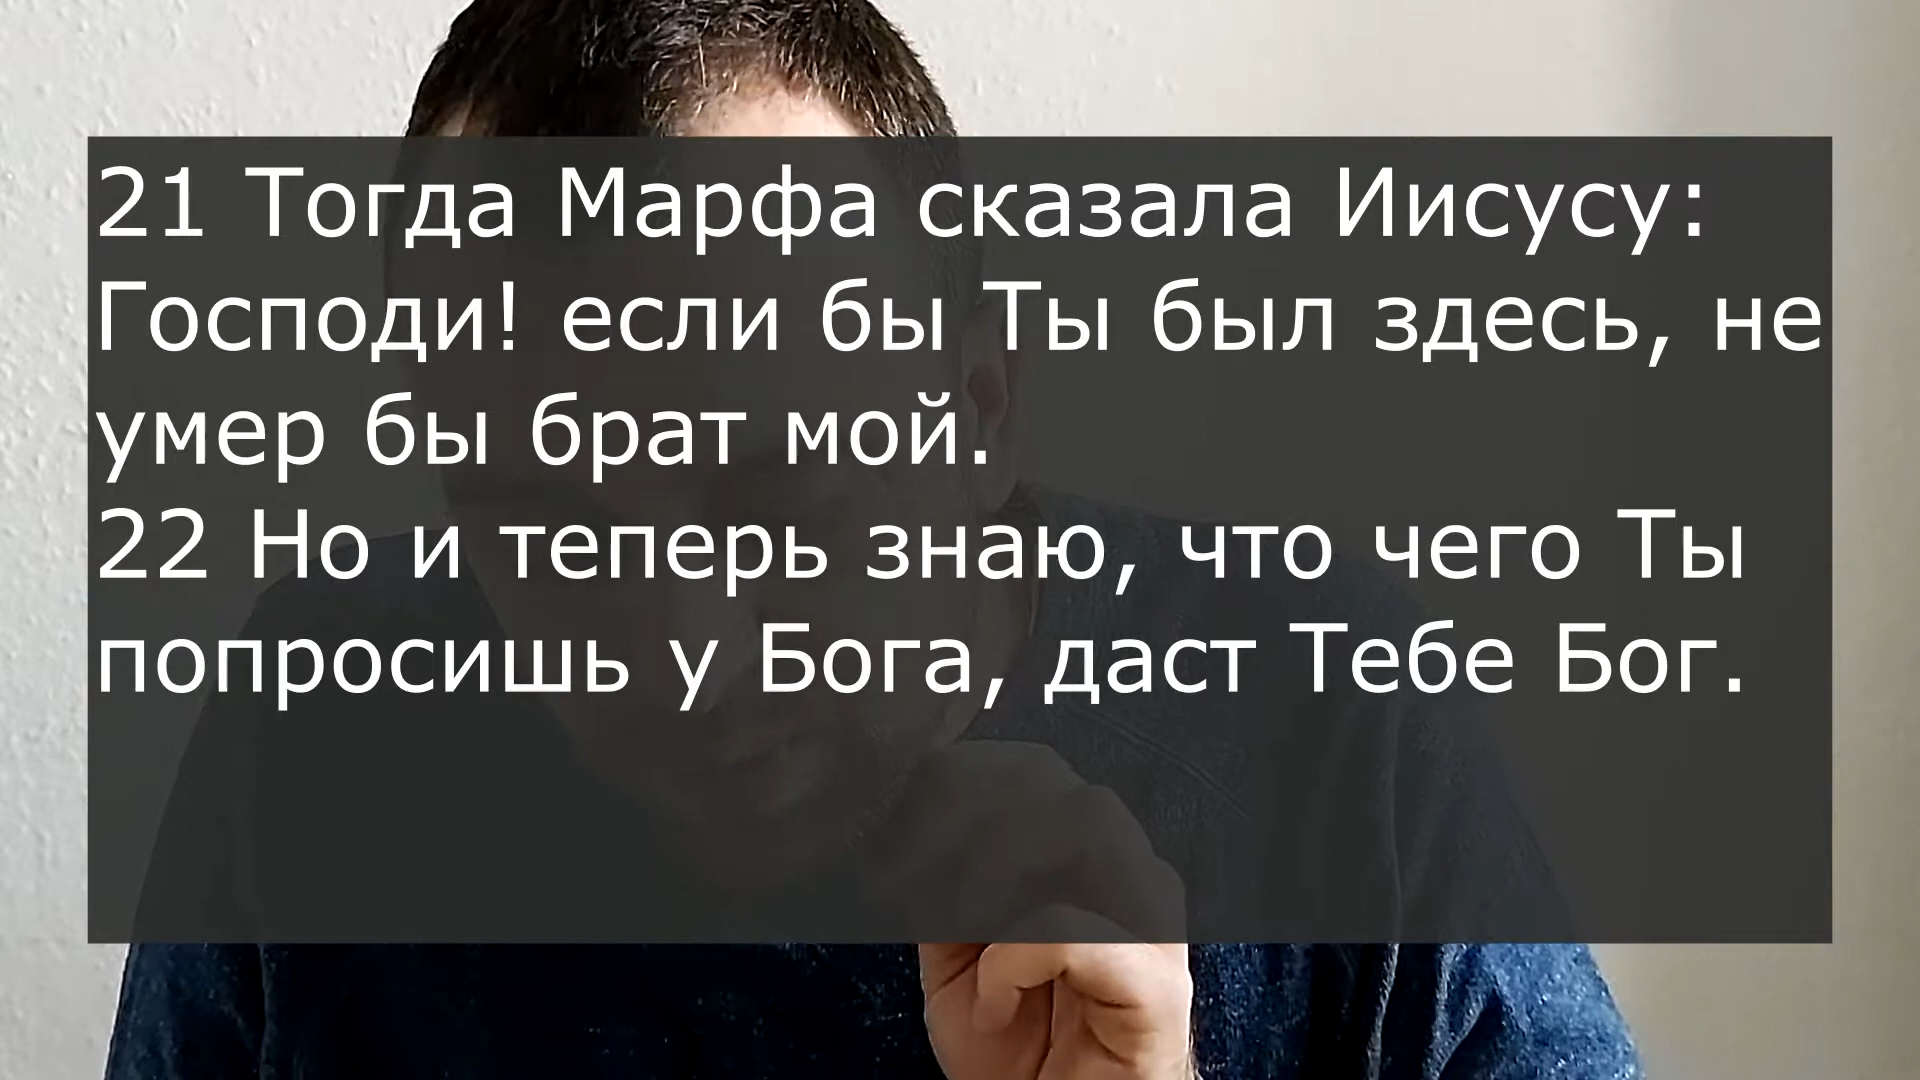 21 Тогда Марфа сказала Иисусу:
Господи! если бы Ты был здесь, не
умер бы брат мой.
22 Но и теперь знаю, что чего Ты
попросишь у Бога, даст Тебе Бог.